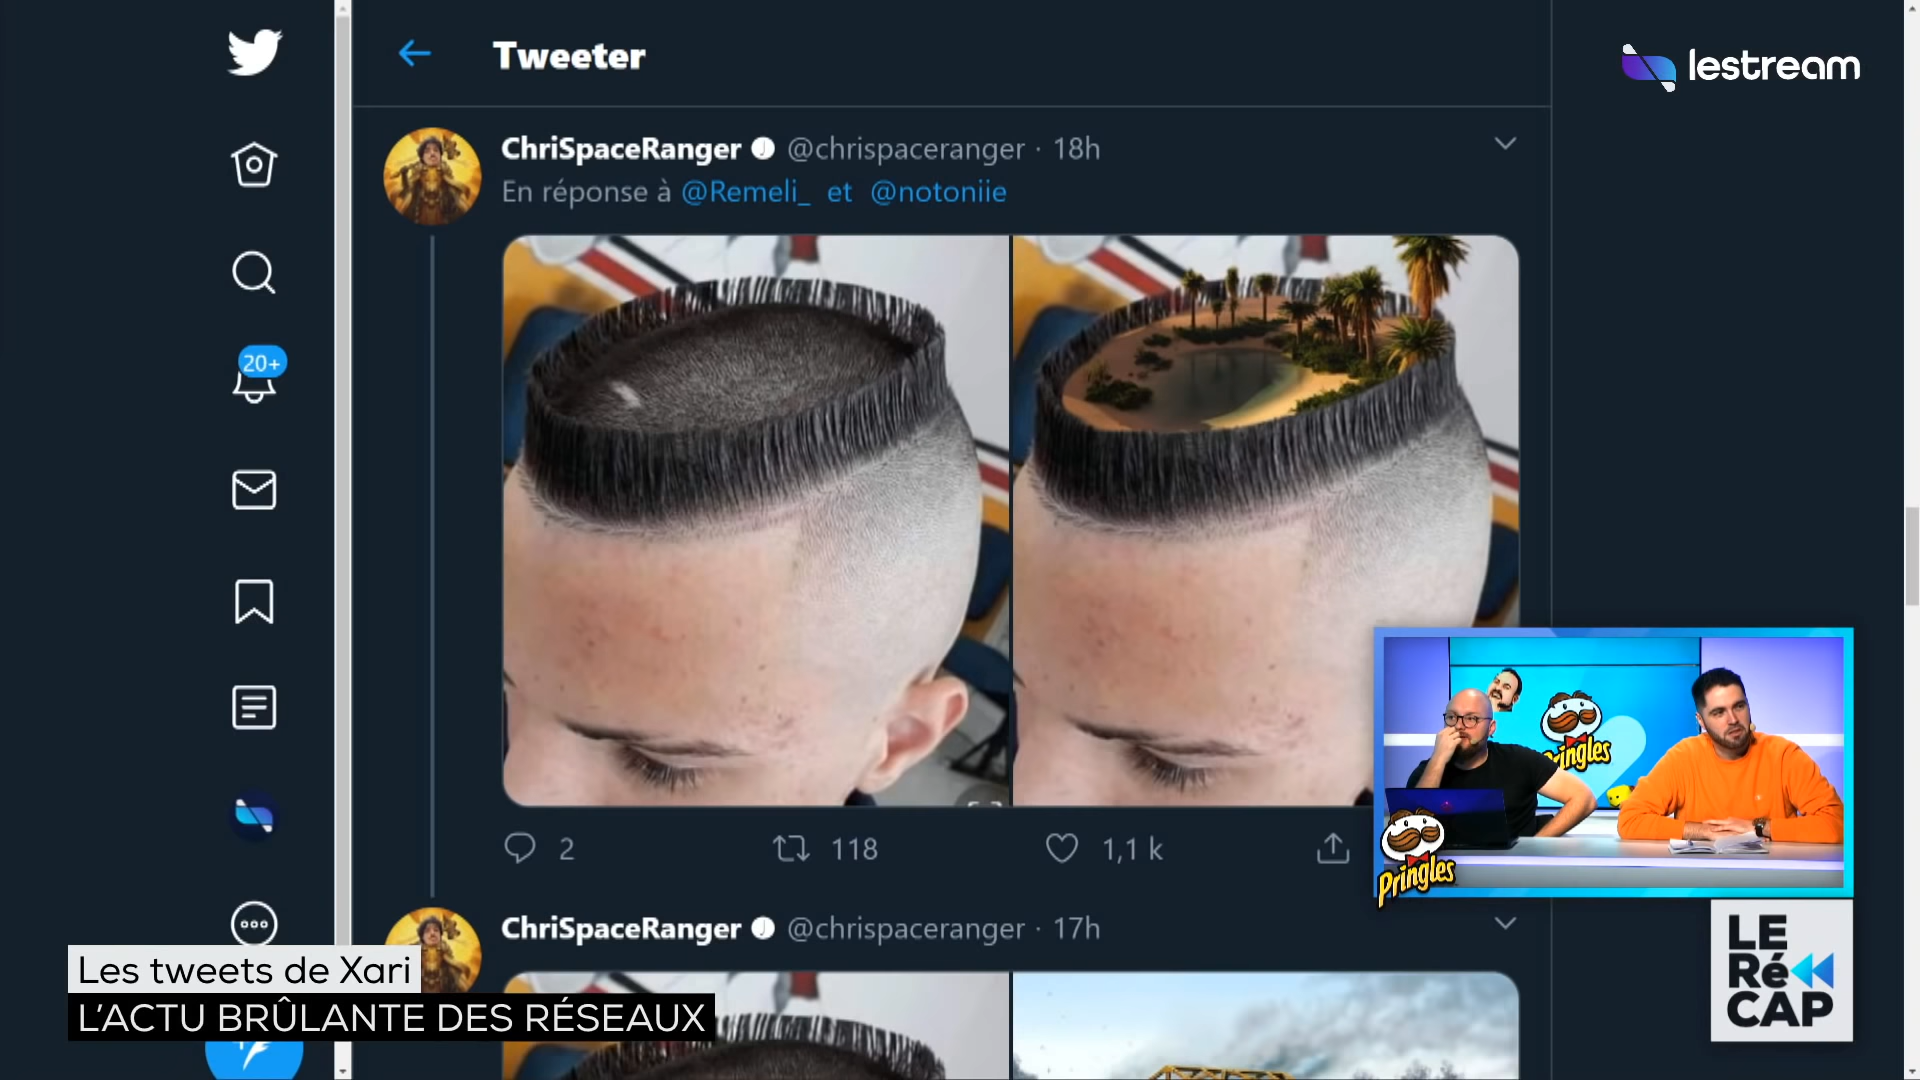 Tweeter
lestream
ChriSpaceRanger @chrispaceranger · 18h
En réponse à @Remeli_ et @notoniie
20+
2 118 1,1 k
Pringles
Pringles
ChriSpaceRanger @chrispaceranger · 17h
Les tweets de Xari
L'ACTU BRÛLANTE DES RÉSEAUX
LE
Ré
CAP